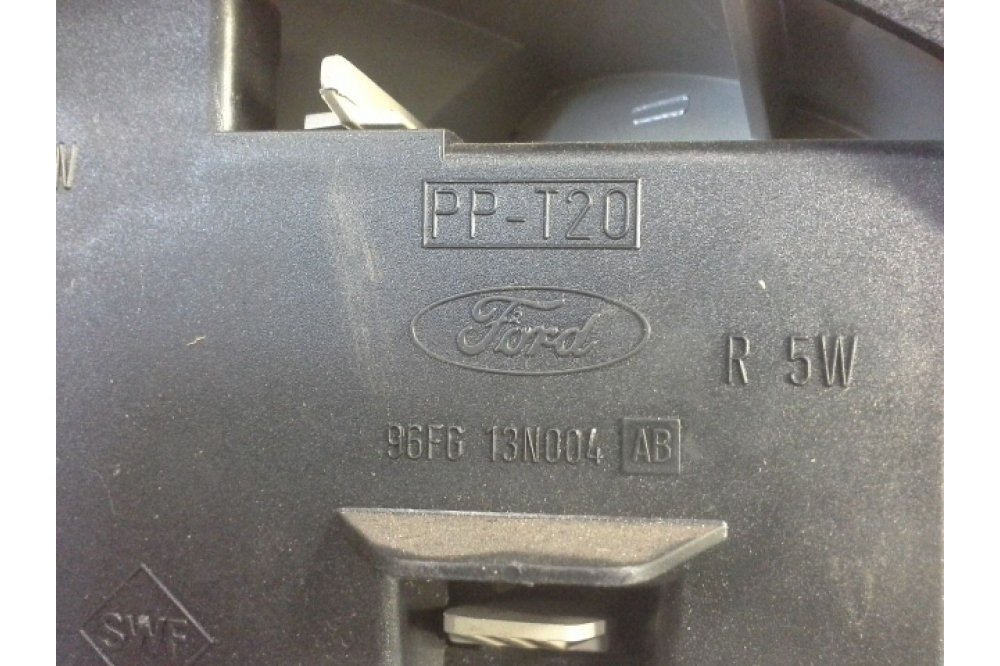 W
PP-T20
Ford
R 5W
96FG 13N004 AB
SWF